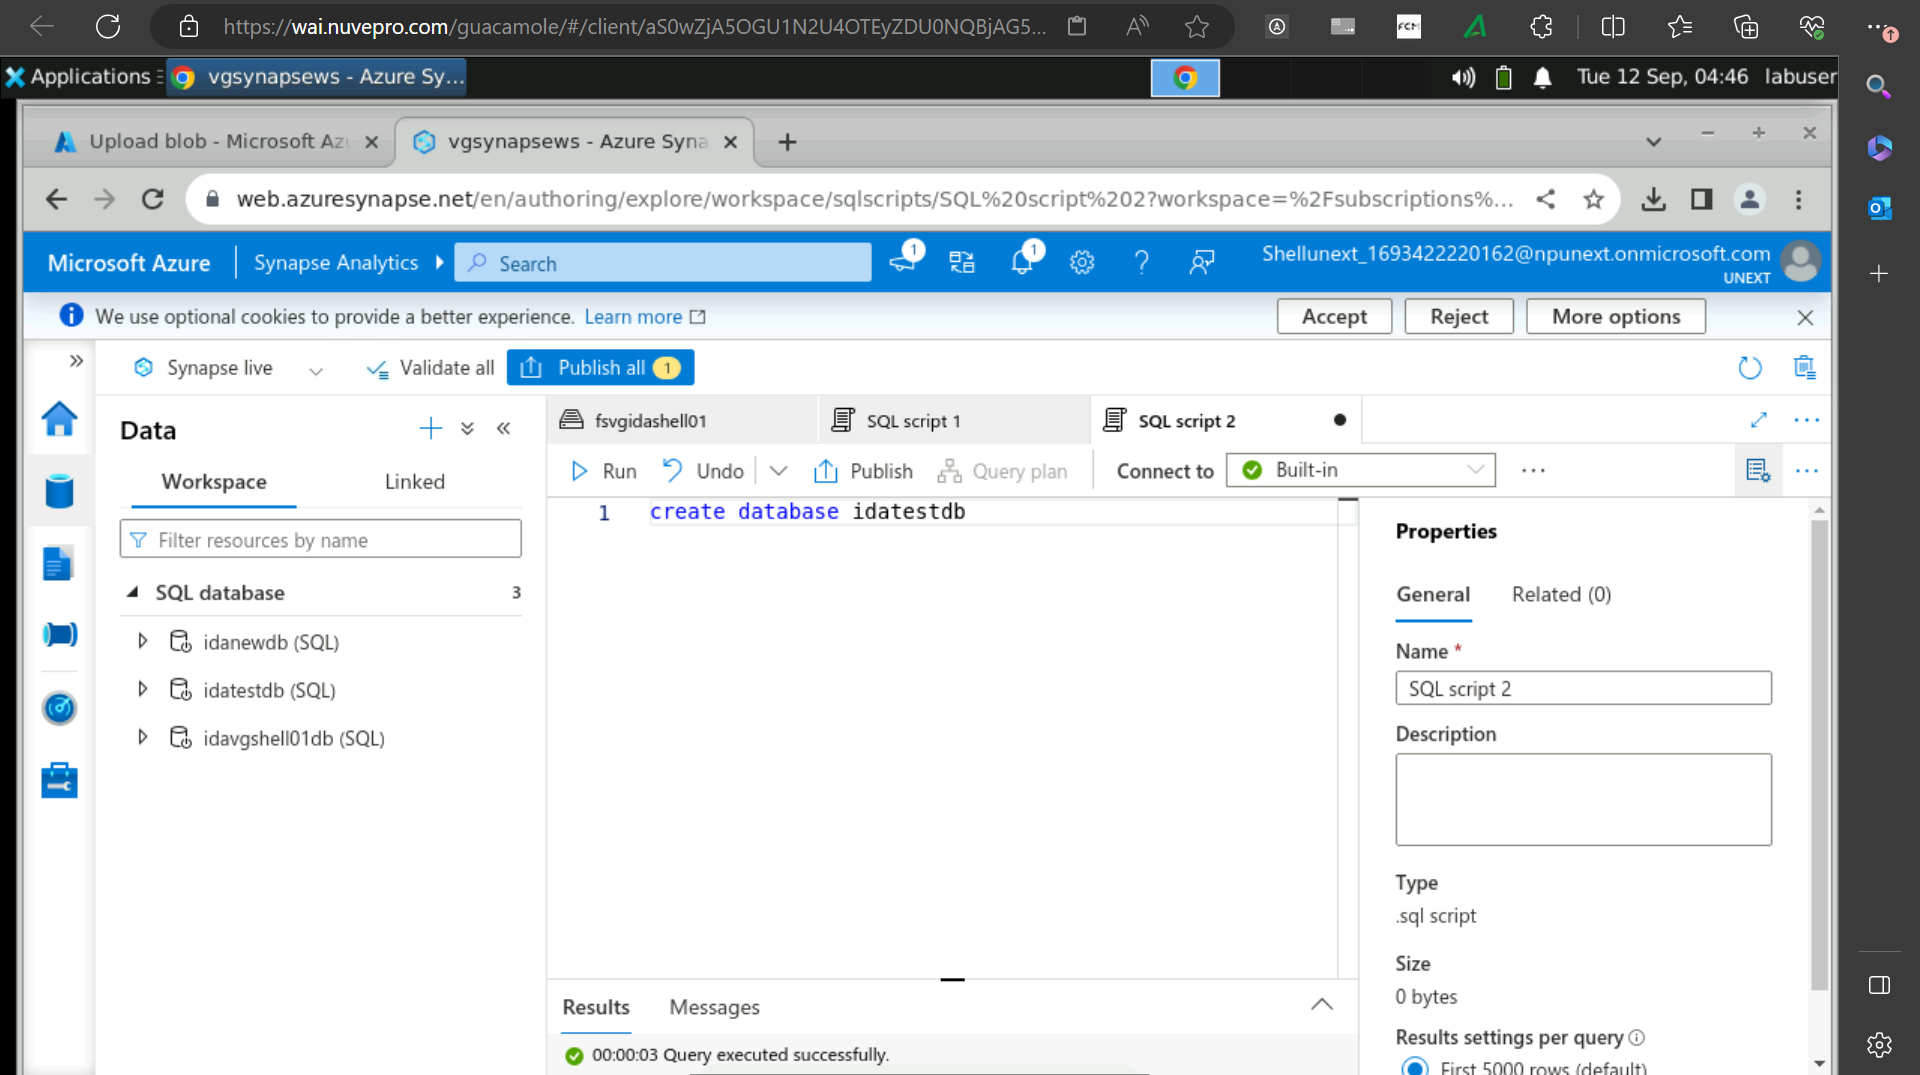 https://wai.nuvepro.com/guacamole/#/client/aS0wZjA5OGU1N2U4OTEyZDU0NQBjAG5...
FCM
Applications
vgsynapsews - Azure Sy...
Tue 12 Sep, 04:46 labuser
Upload blob - Microsoft Az
vgsynapsews - Azure Syna
web.azuresynapse.net/en/authoring/explore/workspace/sqlscripts/SQL%20script%202?workspace=%2Fsubscriptions%...
Microsoft Azure
Synapse Analytics
Search
1
1
Shellunext_1693422220162@npunext.onmicrosoft.com
UNEXT
We use optional cookies to provide a better experience. Learn more
Accept
Reject
More options
Synapse live
Validate all
Publish all 1
Data
fsvgidashell01
SQL script 1
SQL script 2
Workspace
Linked
Run
Undo
Publish
Query plan
Connect to
Built-in
1 create database idatestdb
Filter resources by name
SQL database 3
idanewdb (SQL)
idatestdb (SQL)
idavgshell01db (SQL)
Properties
General
Related (0)
Name *
SQL script 2
Description
Type
.sql script
Size
0 bytes
Results settings per query
First 5000 rows (default)
Results
Messages
00:00:03 Query executed successfully.